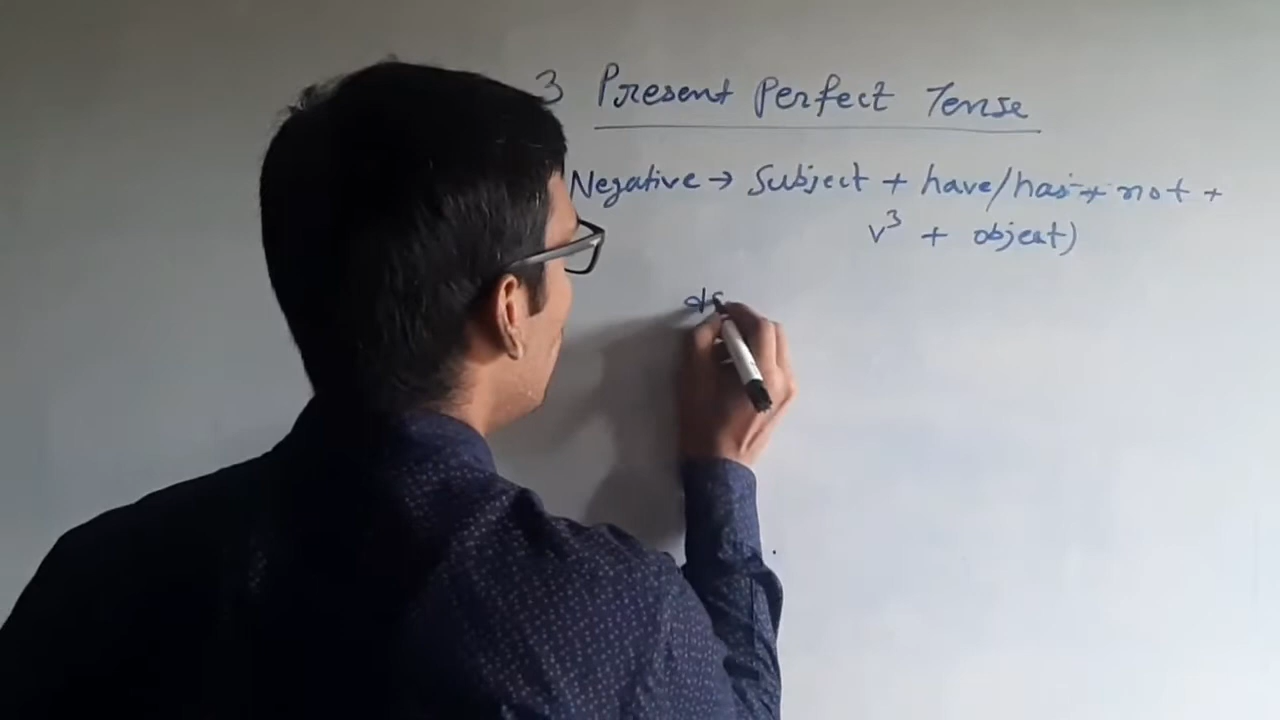 3 Present Perfect Tense
Negative → Subject + have/has + not +
v³ + object)